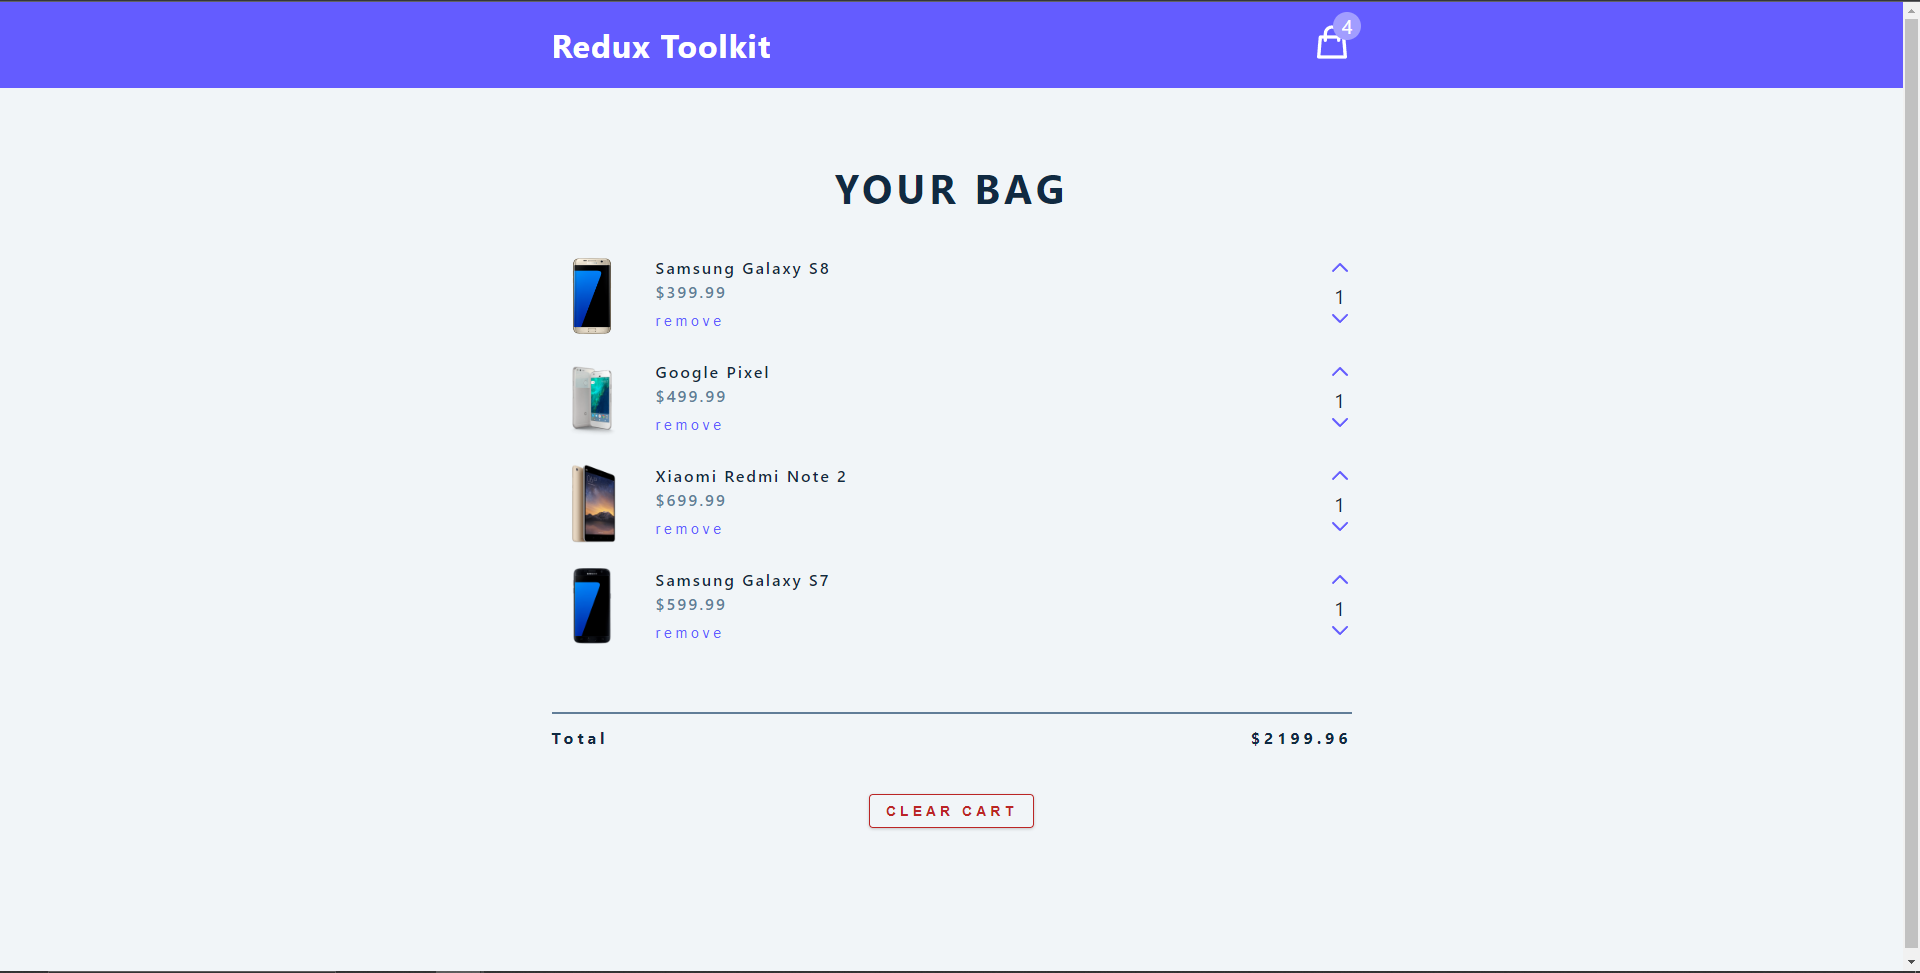 Redux Toolkit
4
YOUR BAG
Samsung Galaxy S8
$399.99
remove
1
Google Pixel
$499.99
remove
1
Xiaomi Redmi Note 2
$699.99
remove
1
Samsung Galaxy S7
$599.99
remove
1
Total
$2199.96
CLEAR CART